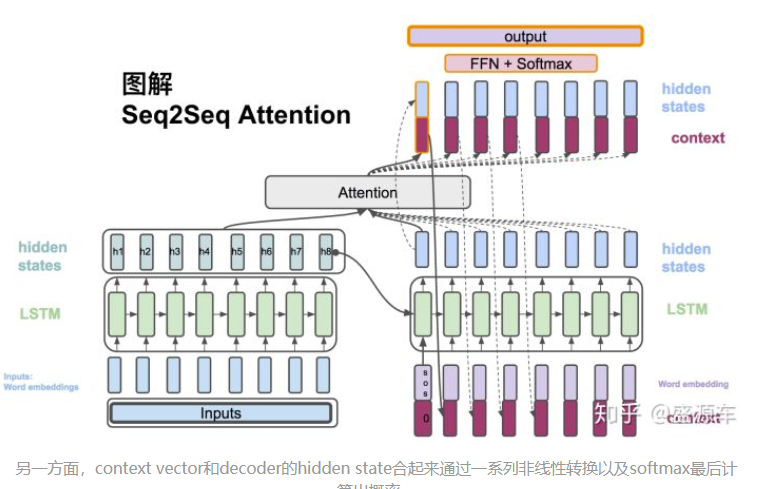 output
FFN + Softmax
图解
Seq2Seq Attention
hidden
states
context
Attention
hidden
states
h1 h2 h3 h4 h5 h6 h7 h8
hidden
states
LSTM
LSTM
Inputs:
Word embeddings
sos
Word embedding
Inputs
0
知乎 @盛源车
context
另一方面，context vector和decoder的hidden state合起来通过一系列非线性转换以及softmax最后计
算出概率